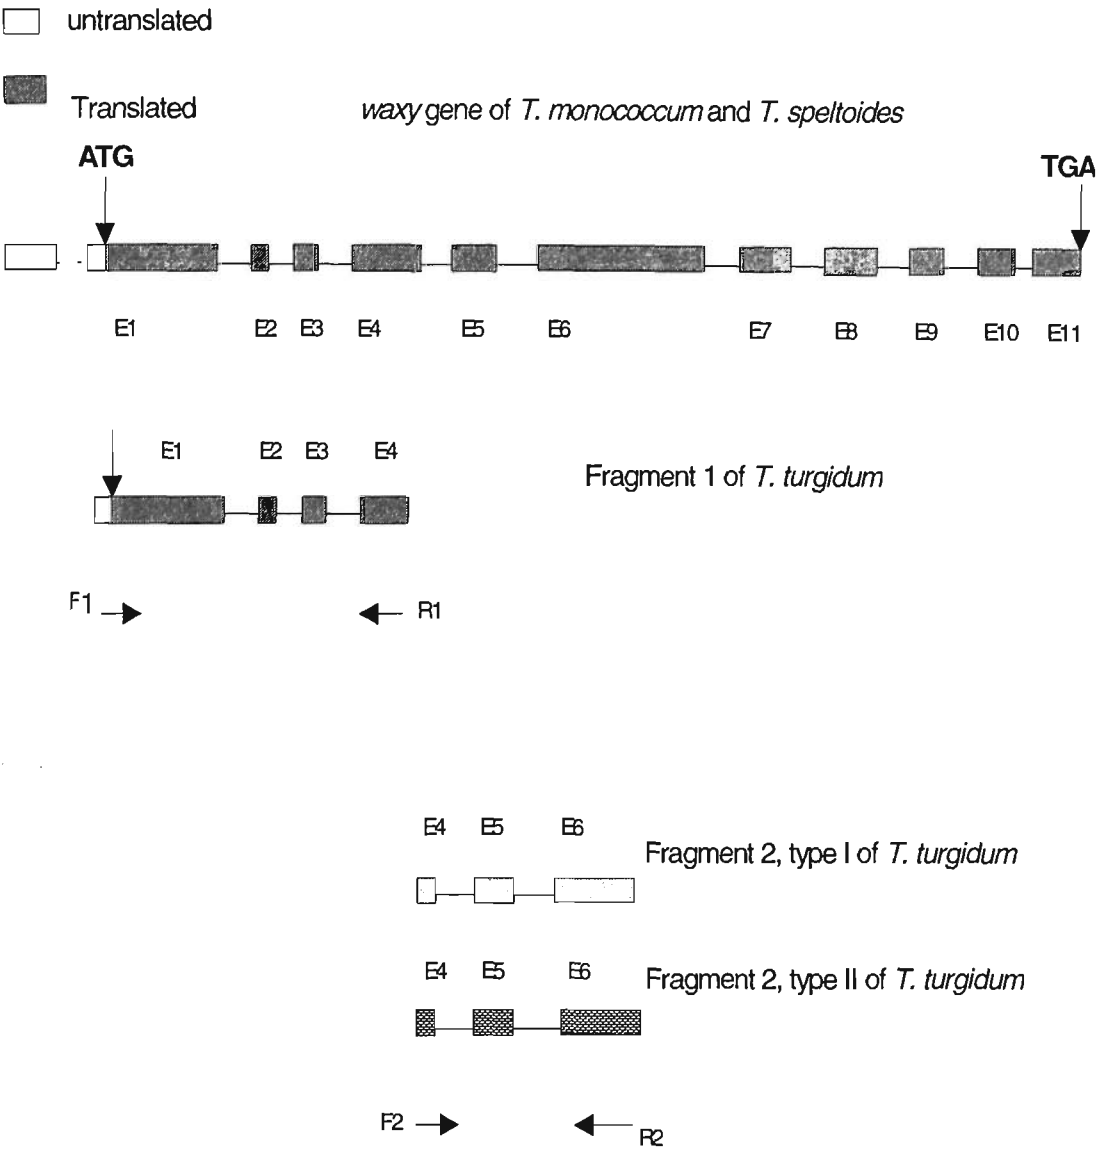 untranslated
Translated
waxy gene of T. monococcum and T. speltoides
ATG
TGA
E1 E2 E3 E4 E5 E6 E7 E8 E9 E10 E11
E1 E2 E3 E4
Fragment 1 of T. turgidum
F1 R1
E4 E5 E6
Fragment 2, type I of T. turgidum
E4 E5 E6
Fragment 2, type II of T. turgidum
F2 R2